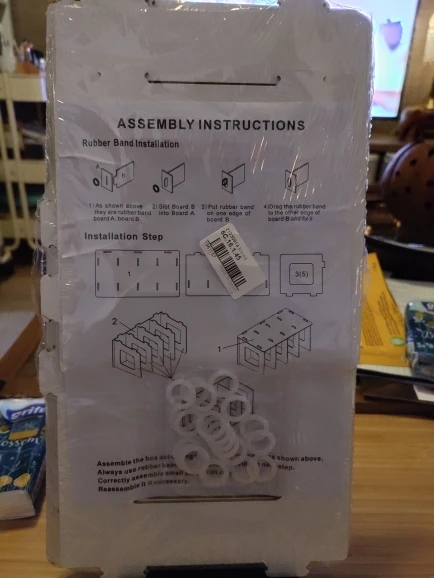 ASSEMBLY INSTRUCTIONS
Rubber Band Installation
A
b
1) As shown above they are rubber band board A, board B.
2) Slot Board B into Board A
3) Put rubber band on one edge of board B
4) Drag the rubber band to the other edge of board B and fix it
Installation Step
1
3(5)
2
1
Assemble the box
shown above.
Always use rubber
step.
Correctly assemble small
Reassemble it if necessary.